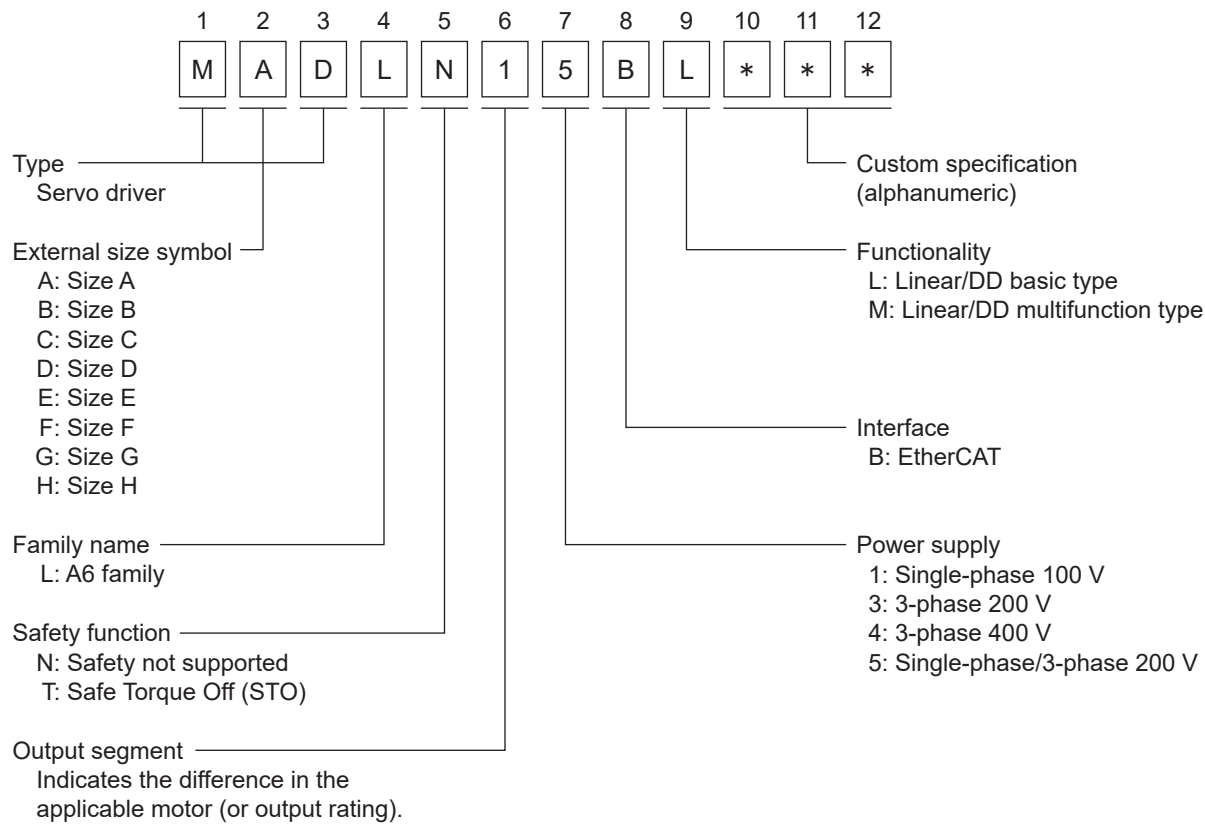 1 2 3 4 5 6 7 8 9 10 11 12
M A D L N 1 5 B L * * *
Type
Servo driver
External size symbol
A: Size A
B: Size B
C: Size C
D: Size D
E: Size E
F: Size F
G: Size G
H: Size H
Family name
L: A6 family
Safety function
N: Safety not supported
T: Safe Torque Off (STO)
Output segment
Indicates the difference in the
applicable motor (or output rating).
Custom specification
(alphanumeric)
Functionality
L: Linear/DD basic type
M: Linear/DD multifunction type
Interface
B: EtherCAT
Power supply
1: Single-phase 100 V
3: 3-phase 200 V
4: 3-phase 400 V
5: Single-phase/3-phase 200 V